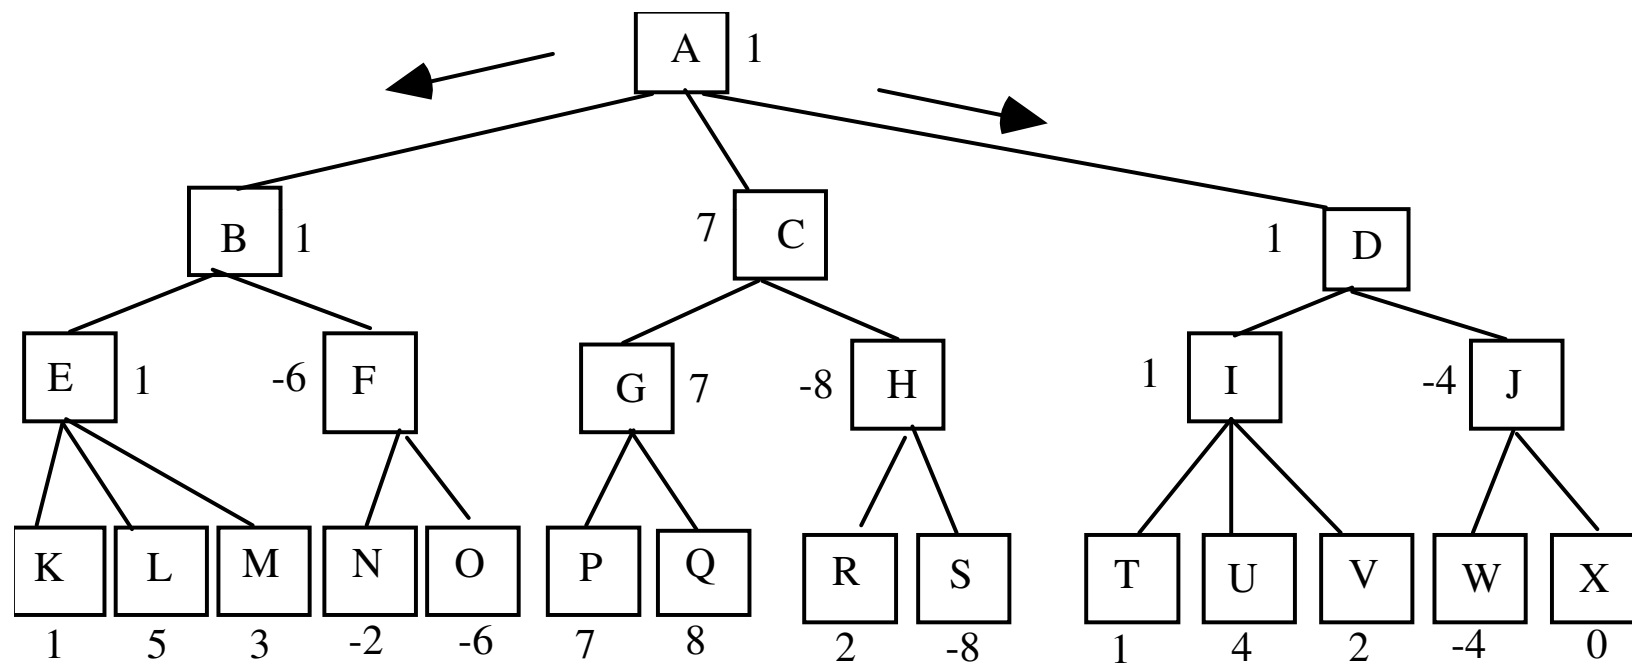 A 1
B 1 7 C 1 D
E 1 -6 F G 7 -8 H 1 I -4 J
K L M N O P Q R S T U V W X
1 5 3 -2 -6 7 8 2 -8 1 4 2 -4 0